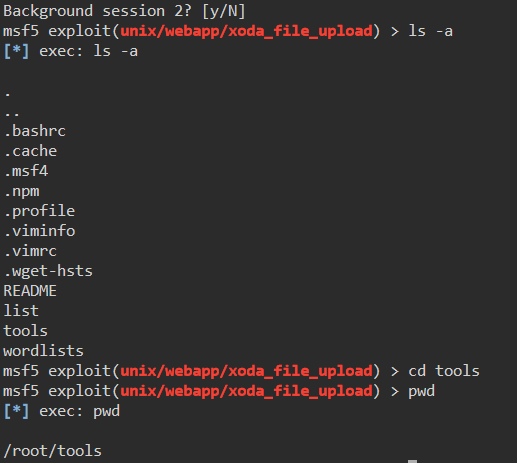 Background session 2? [y/N]
msf5 exploit(unix/webapp/xoda_file_upload) > ls -a
[*] exec: ls -a
.
..
.bashrc
.cache
.msf4
.npm
.profile
.viminfo
.vimrc
.wget-hsts
README
list
tools
wordlists
msf5 exploit(unix/webapp/xoda_file_upload) > cd tools
msf5 exploit(unix/webapp/xoda_file_upload) > pwd
[*] exec: pwd
/root/tools